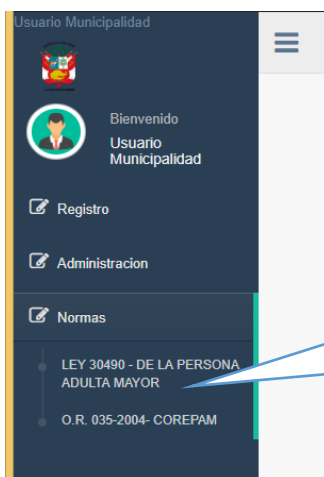 Usuario Municipalidad
Bienvenido
Usuario
Municipalidad
Registro
Administracion
Normas
LEY 30490 - DE LA PERSONA
ADULTA MAYOR
O.R. 035-2004- COREPAM